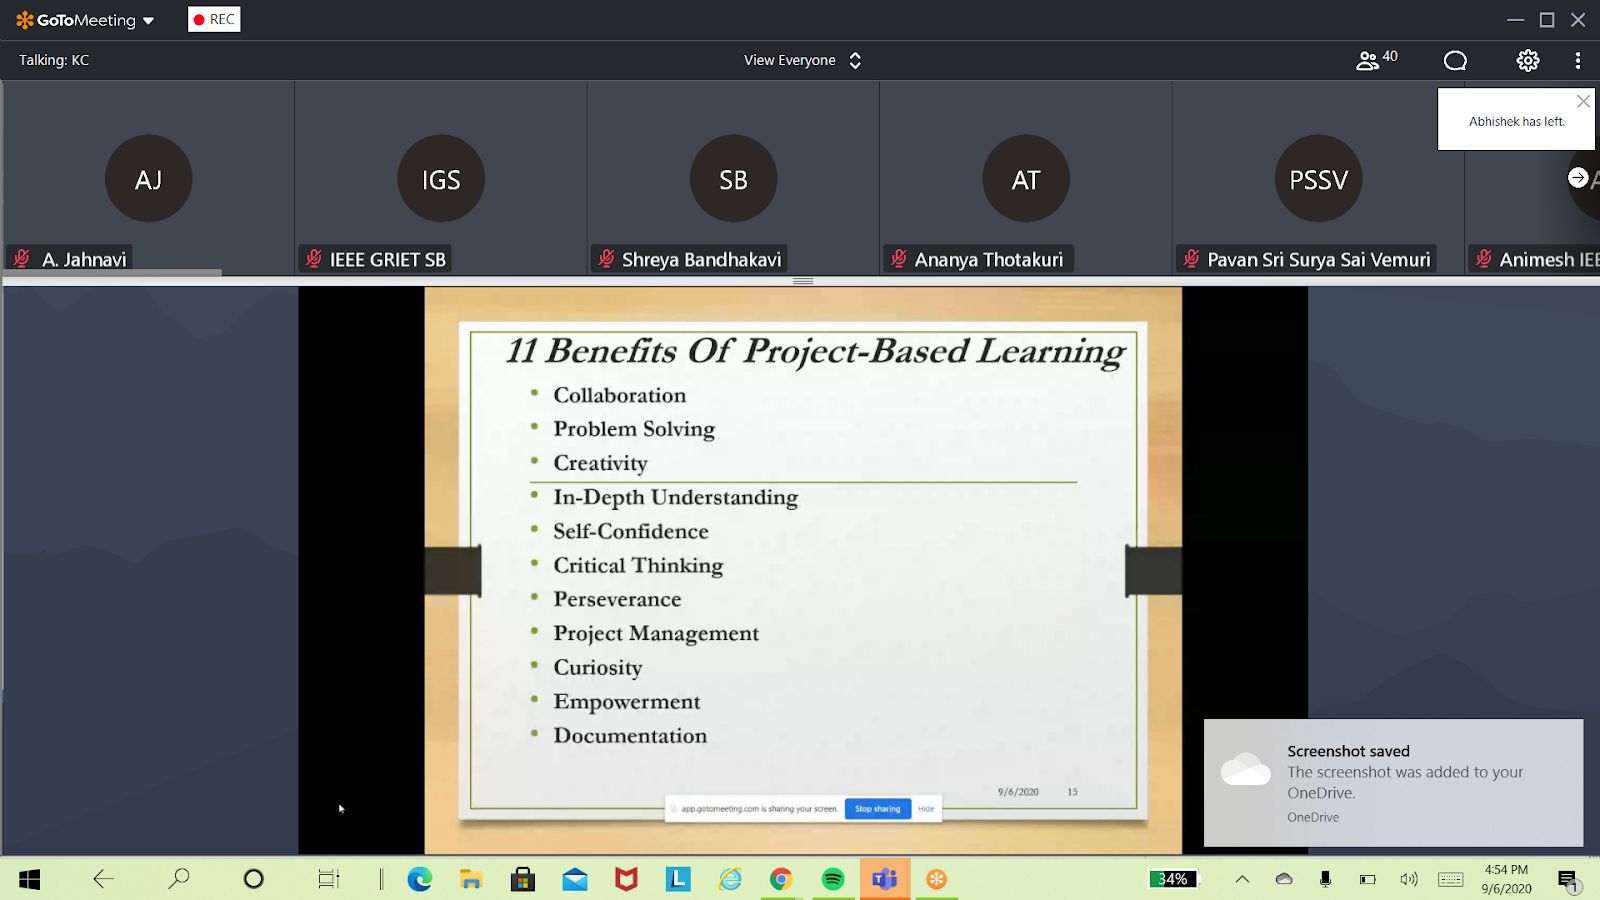 GoToMeeting
REC
Talking: KC
View Everyone
40
Abhishek has left.
AJ
IGS
SB
AT
PSSV
A. Jahnavi
IEEE GRIET SB
Shreya Bandhakavi
Ananya Thotakuri
Pavan Sri Surya Sai Vemuri
Animesh IEE
11 Benefits Of Project-Based Learning
• Collaboration
• Problem Solving
• Creativity
• In-Depth Understanding
• Self-Confidence
• Critical Thinking
• Perseverance
• Project Management
• Curiosity
• Empowerment
• Documentation
9/6/2020 15
app.gotomeeting.com is sharing your screen. Stop sharing Hide
Screenshot saved
The screenshot was added to your
OneDrive.
OneDrive
34%
4:54 PM
9/6/2020
1